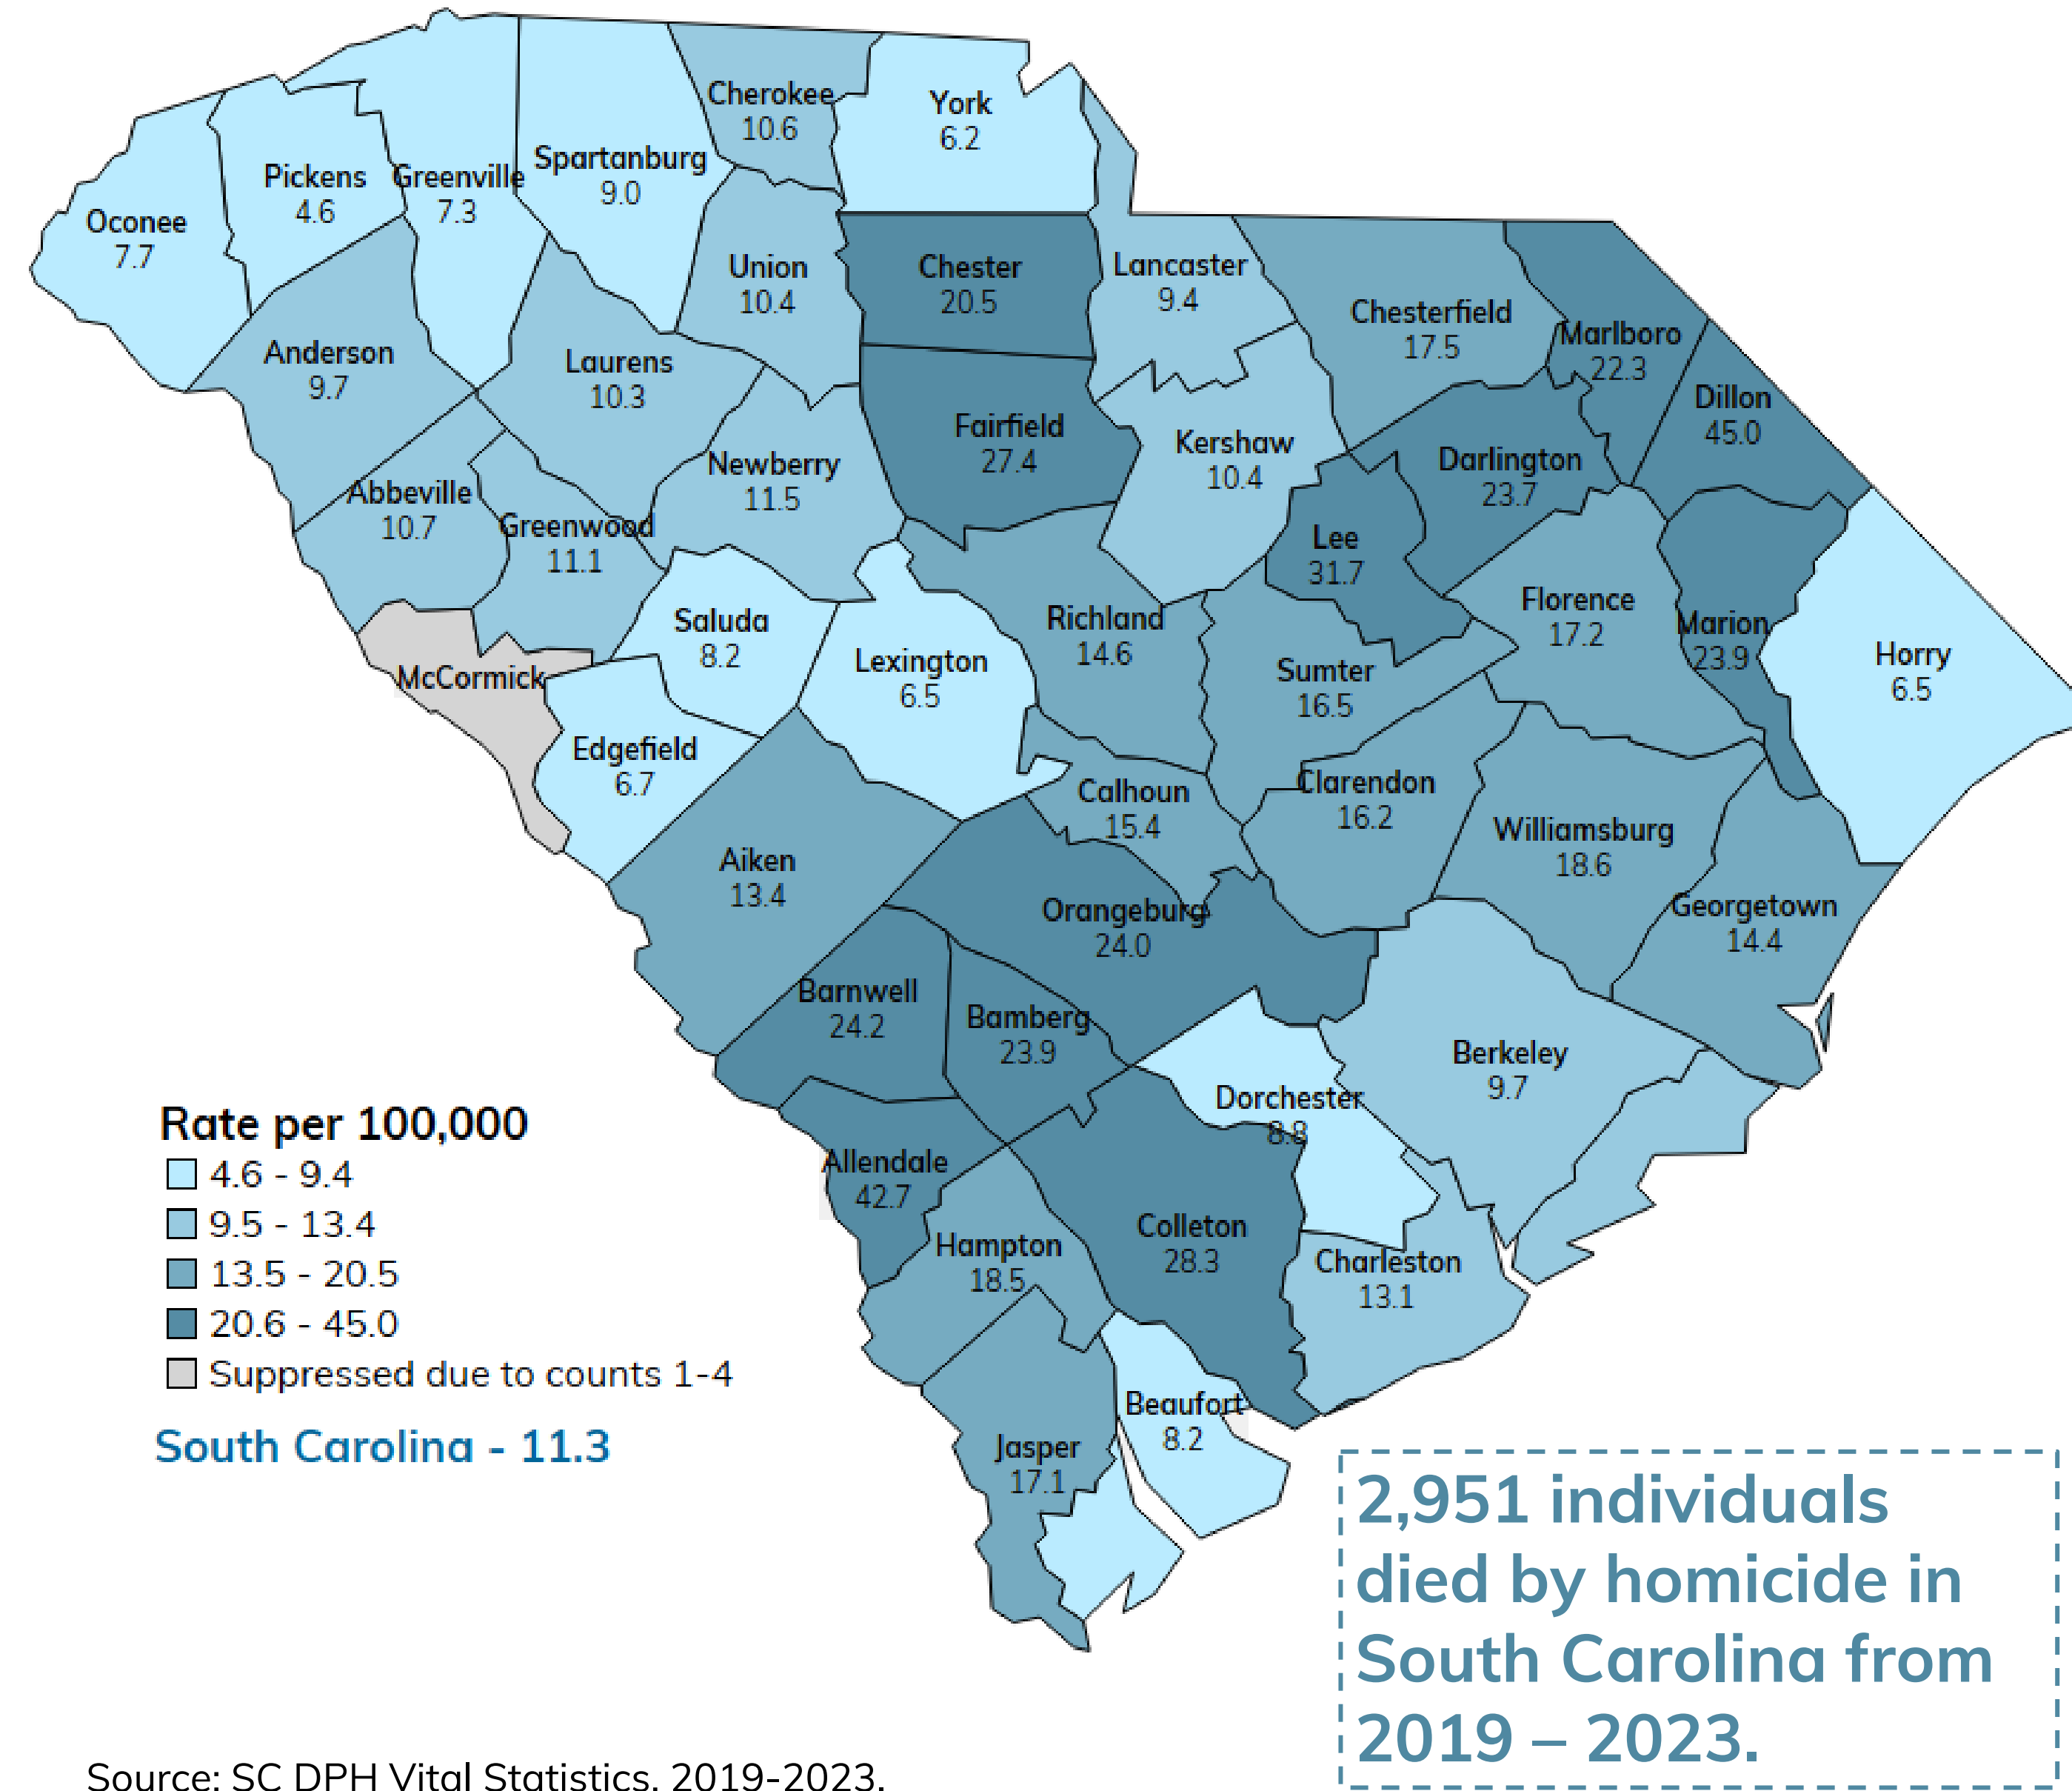 Cherokee
10.6
York
6.2
Spartanburg
9.0
Pickens
4.6
Greenville
7.3
Oconee
7.7
Union
10.4
Chester
20.5
Lancaster
9.4
Chesterfield
17.5
Marlboro
22.3
Anderson
9.7
Laurens
10.3
Dillon
45.0
Fairfield
27.4
Kershaw
10.4
Newberry
11.5
Darlington
23.7
Abbeville
10.7
Greenwood
11.1
Lee
31.7
Saluda
8.2
Richland
14.6
Florence
17.2
Marion
23.9
McCormick
Lexington
6.5
Sumter
16.5
Horry
6.5
Edgefield
6.7
Calhoun
15.4
Clarendon
16.2
Williamsburg
18.6
Aiken
13.4
Orangeburg
24.0
Georgetown
14.4
Barnwell
24.2
Bamberg
23.9
Berkeley
9.7
Dorchester
8.8
Allendale
42.7
Colleton
28.3
Hampton
18.5
Charleston
13.1
Beaufort
8.2
Jasper
17.1
Rate per 100,000
4.6 - 9.4
9.5 - 13.4
13.5 - 20.5
20.6 - 45.0
Suppressed due to counts 1-4
South Carolina - 11.3
2,951 individuals
died by homicide in
South Carolina from
2019 – 2023.
Source: SC DPH Vital Statistics, 2019-2023.